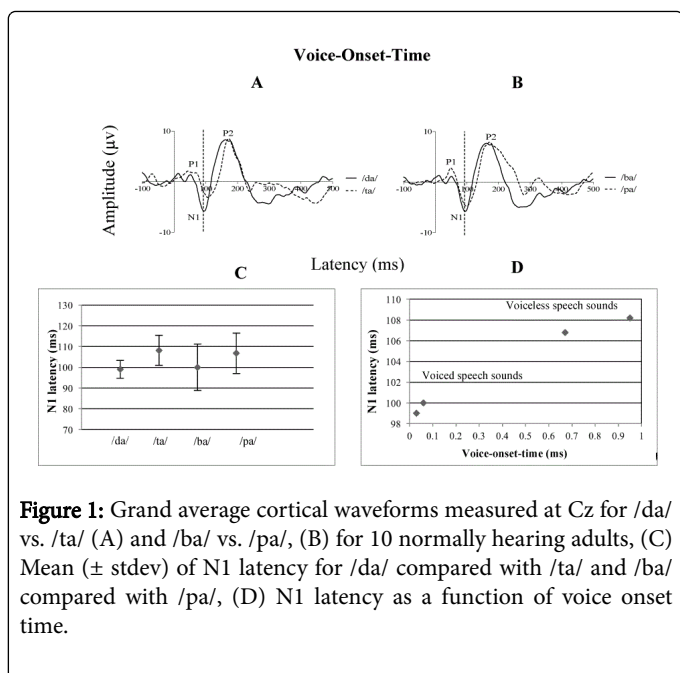 Voice-Onset-Time
A
B
Amplitude (μv)
10
-10
-100
100
200
300
400
500
P1
N1
P2
/da/
/ta/
10
-10
-100
100
200
300
400
500
P1
N1
P2
/ba/
/pa/
Latency (ms)
C
D
N1 latency (ms)
130
120
110
100
90
80
70
/da/
/ta/
/ba/
/pa/
N1 latency (ms)
110
108
106
104
102
100
98
Voiceless speech sounds
Voiced speech sounds
0 0.1 0.2 0.3 0.4 0.5 0.6 0.7 0.8 0.9 1
Voice-onset-time (ms)
Figure 1: Grand average cortical waveforms measured at Cz for /da/
vs. /ta/ (A) and /ba/ vs. /pa/, (B) for 10 normally hearing adults, (C)
Mean (± stdev) of N1 latency for /da/ compared with /ta/ and /ba/
compared with /pa/, (D) N1 latency as a function of voice onset
time.